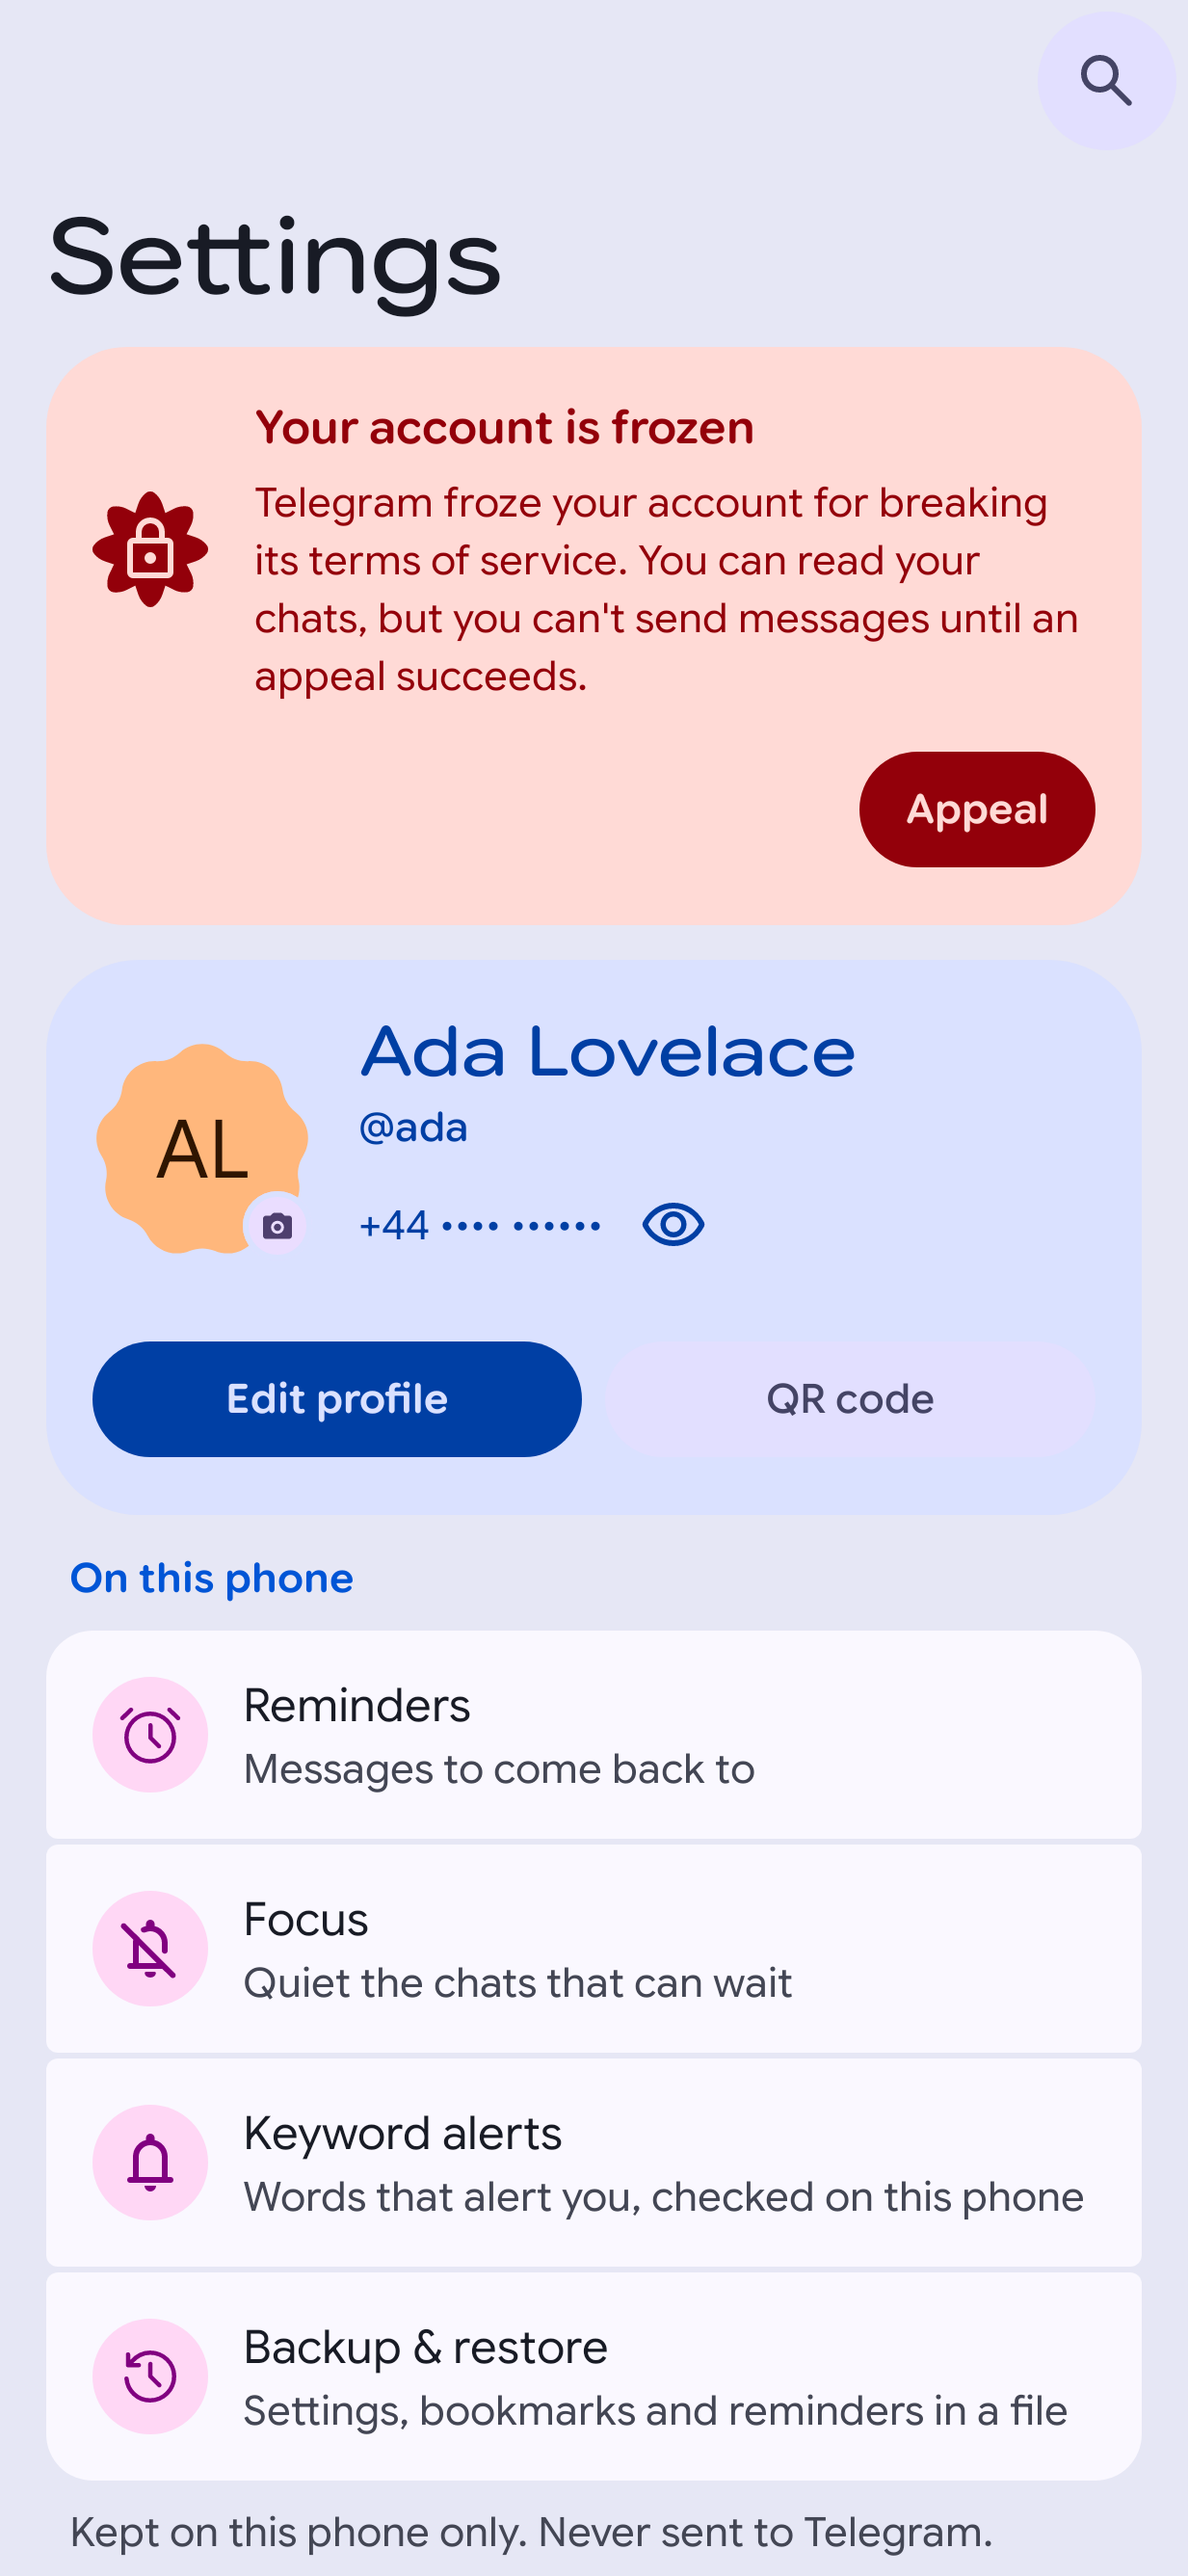 Settings
Your account is frozen
Telegram froze your account for breaking
its terms of service. You can read your
chats, but you can't send messages until an
appeal succeeds.
Appeal
Ada Lovelace
AL
@ada
+44 •••• ••••••
Edit profile
QR code
On this phone
Reminders
Messages to come back to
Focus
Quiet the chats that can wait
Keyword alerts
Words that alert you, checked on this phone
Backup & restore
Settings, bookmarks and reminders in a file
Kept on this phone only. Never sent to Telegram.